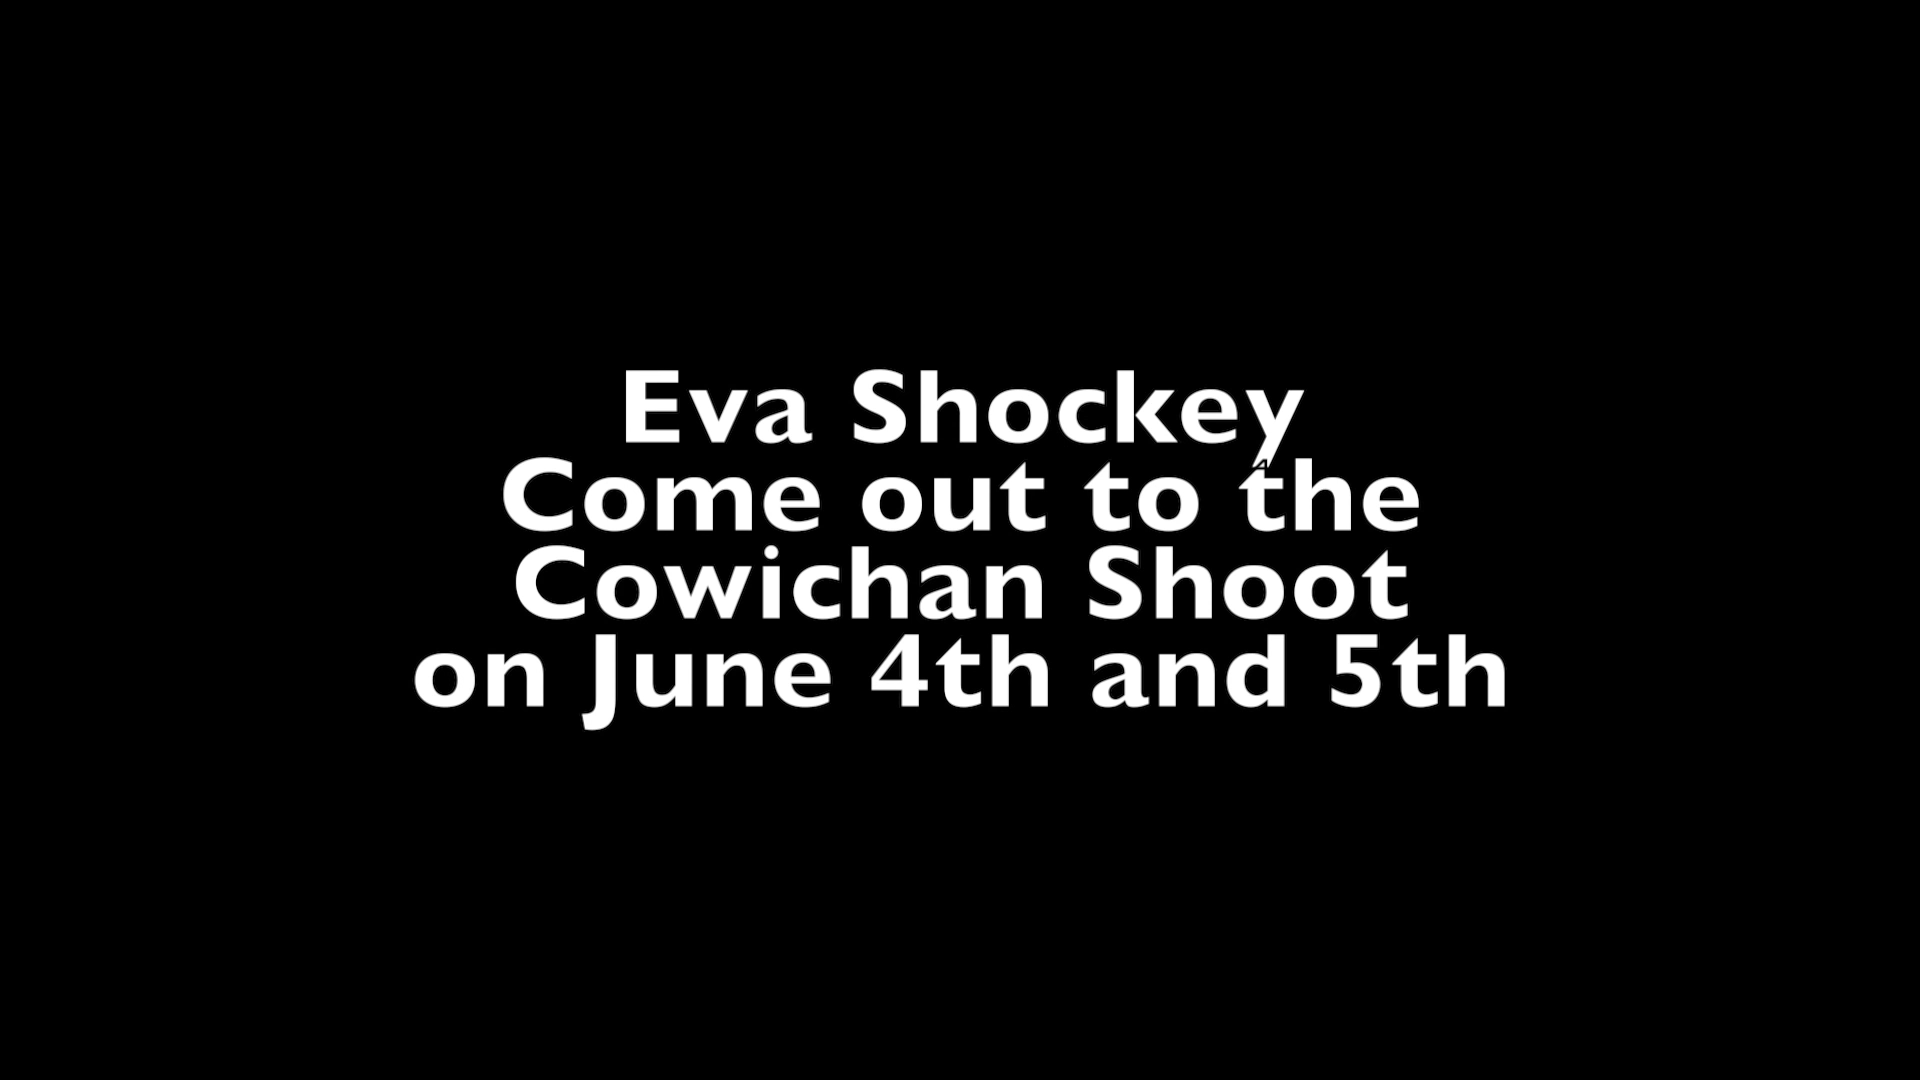 Eva Shockey
Come out to the
Cowichan Shoot
on June 4th and 5th